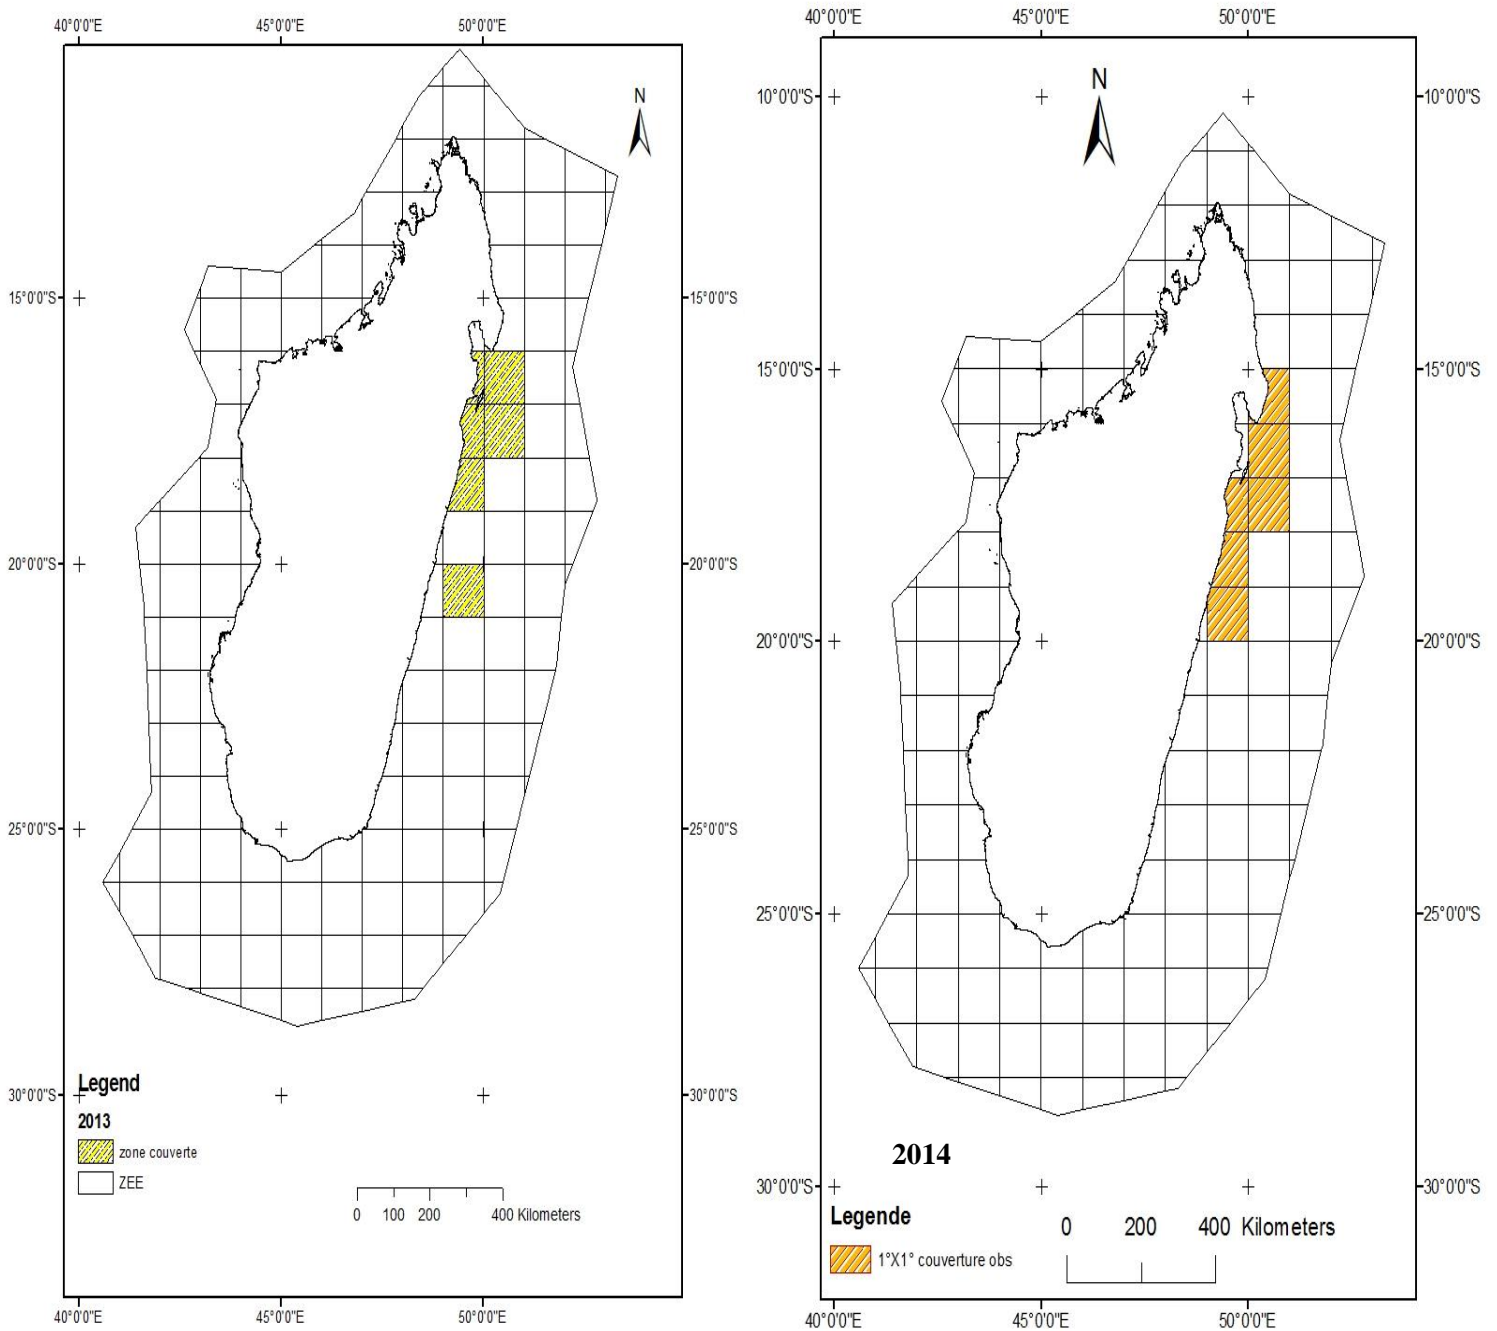 40°0'0"E 45°0'0"E 50°0'0"E
N
15°0'0"S 15°0'0"S
20°0'0"S 20°0'0"S
25°0'0"S 25°0'0"S
30°0'0"S 30°0'0"S
Legend
2013
zone couverte
ZEE
0 100 200 400 Kilometers
40°0'0"E 45°0'0"E 50°0'0"E
40°0'0"E 45°0'0"E 50°0'0"E
N
10°0'0"S 10°0'0"S
15°0'0"S 15°0'0"S
20°0'0"S 20°0'0"S
25°0'0"S 25°0'0"S
2014
30°0'0"S 30°0'0"S
Legende
0 200 400 Kilometers
1°X1° couverture obs
40°0'0"E 45°0'0"E 50°0'0"E